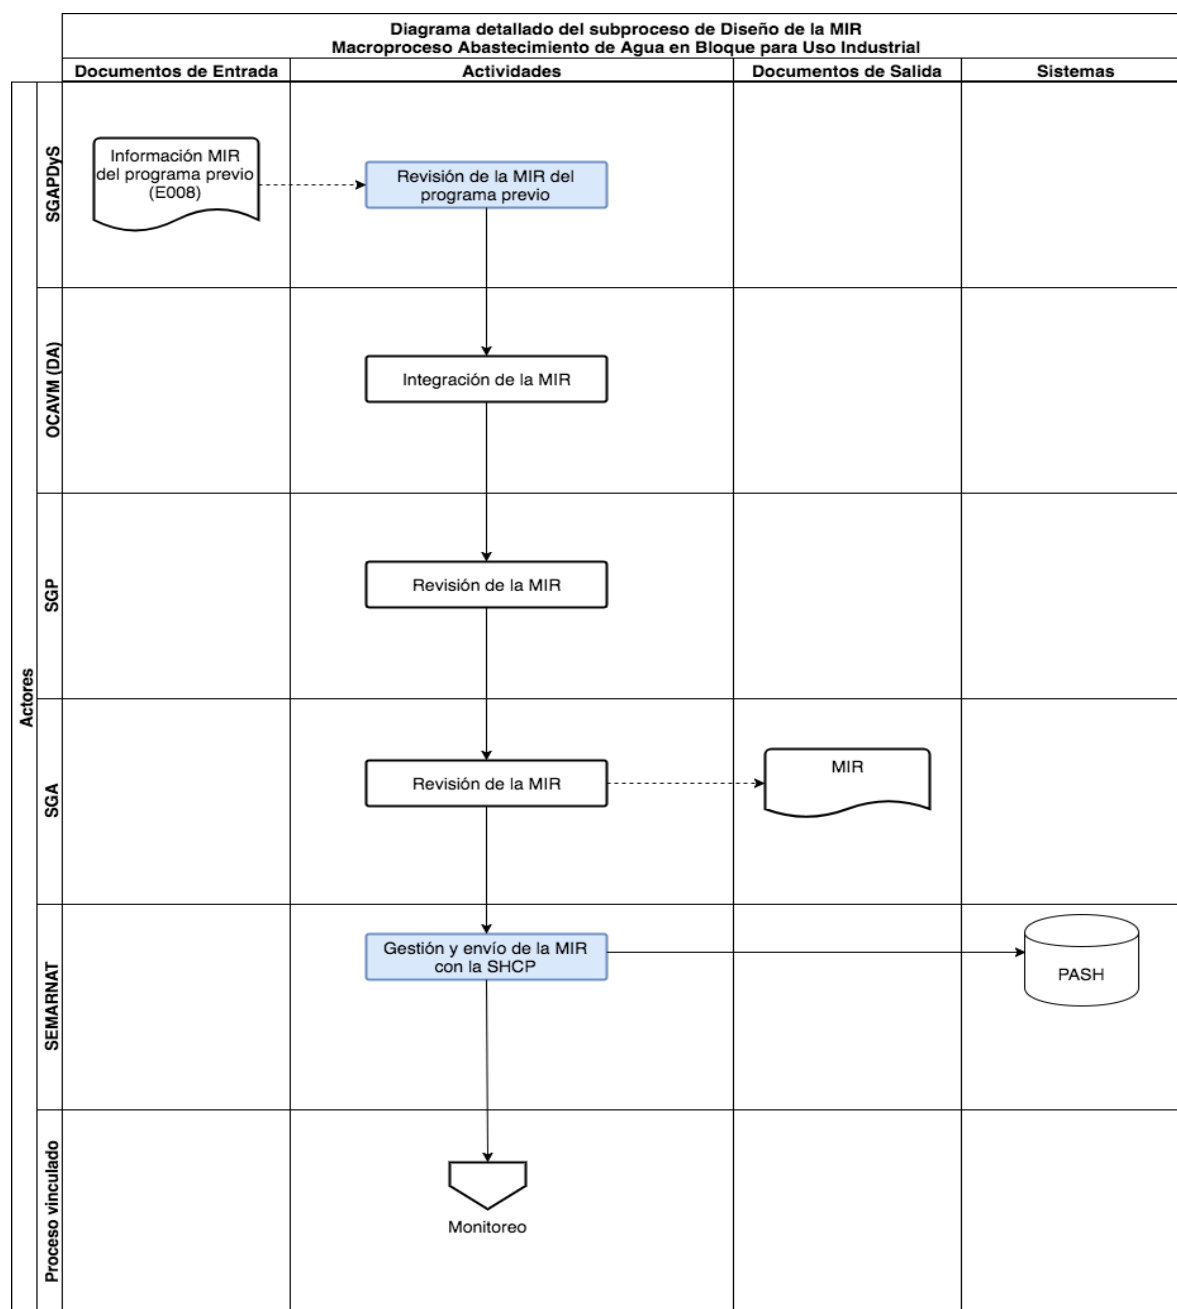 Diagrama detallado del subproceso de Diseño de la MIR
Macroproceso Abastecimiento de Agua en Bloque para Uso Industrial
Documentos de Entrada
Actividades
Documentos de Salida
Sistemas
Actores
SGAPDyS
Información MIR
del programa previo
(E008)
Revisión de la MIR del
programa previo
OCAVM (DA)
Integración de la MIR
SGP
Revisión de la MIR
SGA
Revisión de la MIR
MIR
SEMARNAT
Gestión y envío de la MIR
con la SHCP
PASH
Proceso vinculado
Monitoreo